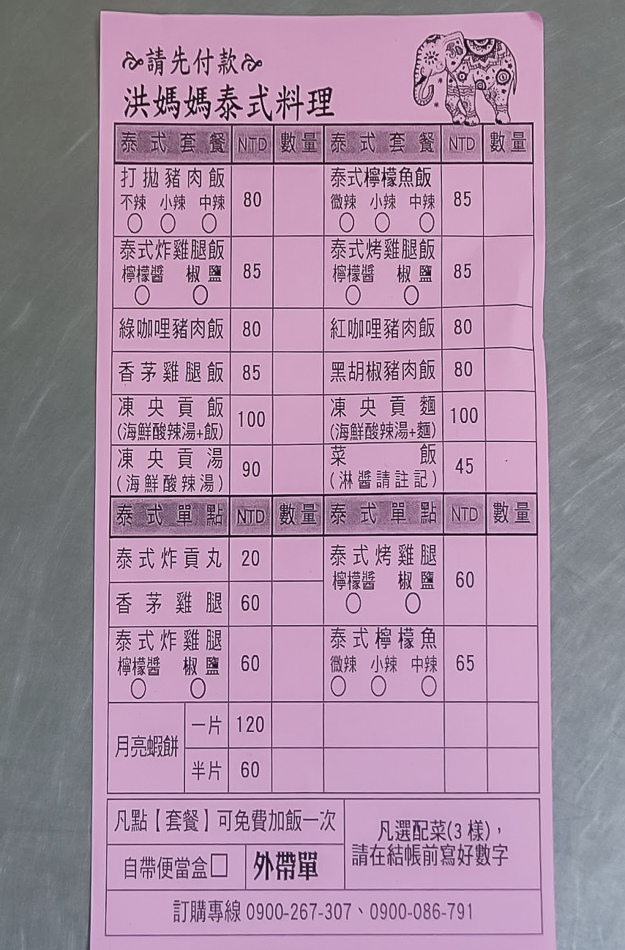 請先付款
洪媽媽泰式料理
泰式套餐 NTD 數量 泰式套餐 NTD 數量
打拋豬肉飯 80 泰式檸檬魚飯 85
不辣 小辣 中辣 微辣 小辣 中辣
泰式炸雞腿飯 85 泰式烤雞腿飯 85
檸檬醬 椒鹽 檸檬醬 椒鹽
綠咖哩豬肉飯 80 紅咖哩豬肉飯 80
香茅雞腿飯 85 黑胡椒豬肉飯 80
凍央貢飯 100 凍央貢麵 100
(海鮮酸辣湯+飯) (海鮮酸辣湯+麵)
凍央貢湯 90 菜飯 45
(海鮮酸辣湯) (淋醬請註記)
泰式單點 NTD 數量 泰式單點 NTD 數量
泰式炸貢丸 20 泰式烤雞腿 60
檸檬醬 椒鹽
香茅雞腿 60
泰式炸雞腿 60 泰式檸檬魚 65
檸檬醬 椒鹽 微辣 小辣 中辣
月亮蝦餅 一片 120
半片 60
凡點【套餐】可免費加飯一次
自帶便當盒□ 外帶單
凡選配菜(3樣)，
請在結帳前寫好數字
訂購專線 0900-267-307、0900-086-791